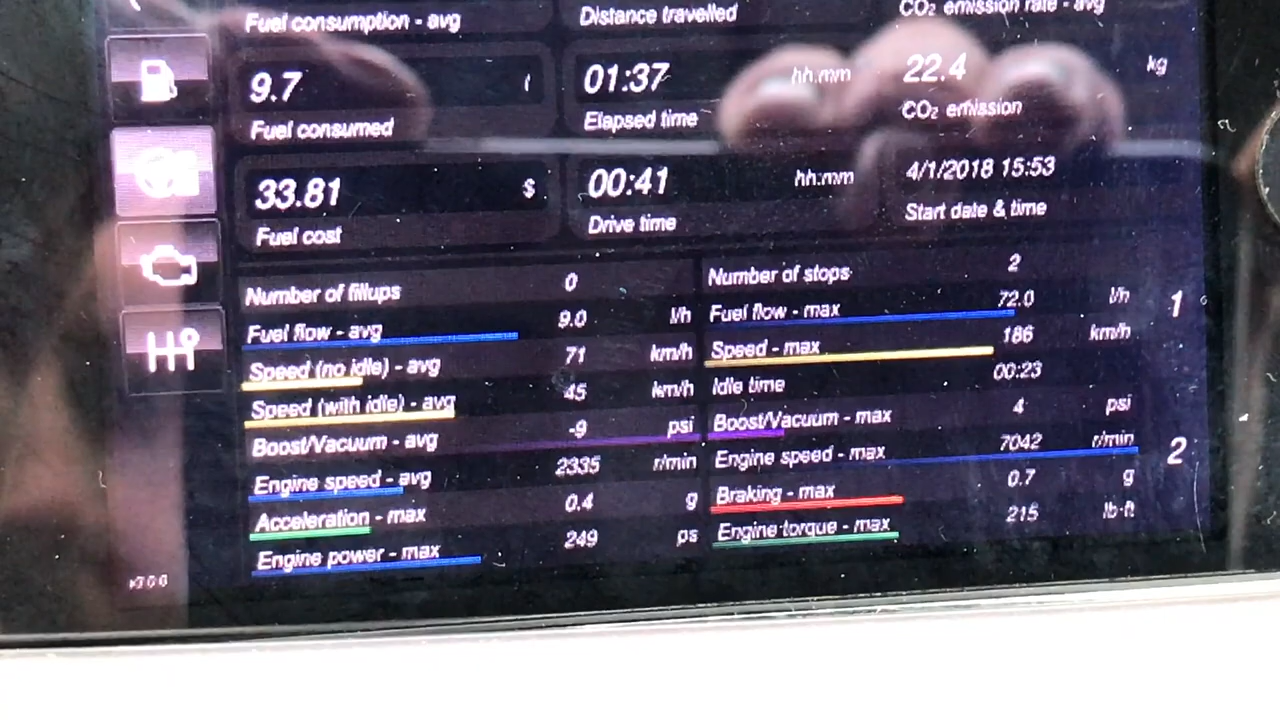 Fuel consumption - avg
Distance travelled
CO₂ emission rate - avg
9.7 l
01:37 hh:mm
22.4 kg
Fuel consumed
Elapsed time
CO₂ emission
33.81 $
00:41 hh:mm
4/1/2018 15:53
Fuel cost
Drive time
Start date & time
Number of fillups 0
Fuel flow - avg 9.0 l/h
Speed (no idle) - avg 71 km/h
Speed (with idle) - avg 45 km/h
Boost/Vacuum - avg -9 psi
Engine speed - avg 2335 r/min
Acceleration - max 0.4 g
Engine power - max 249 ps
Number of stops 2
Fuel flow - max 72.0 l/h
Speed - max 186 km/h
Idle time 00:23
Boost/Vacuum - max 4 psi
Engine speed - max 7042 r/min
Braking - max 0.7 g
Engine torque - max 215 lb·ft
1
2